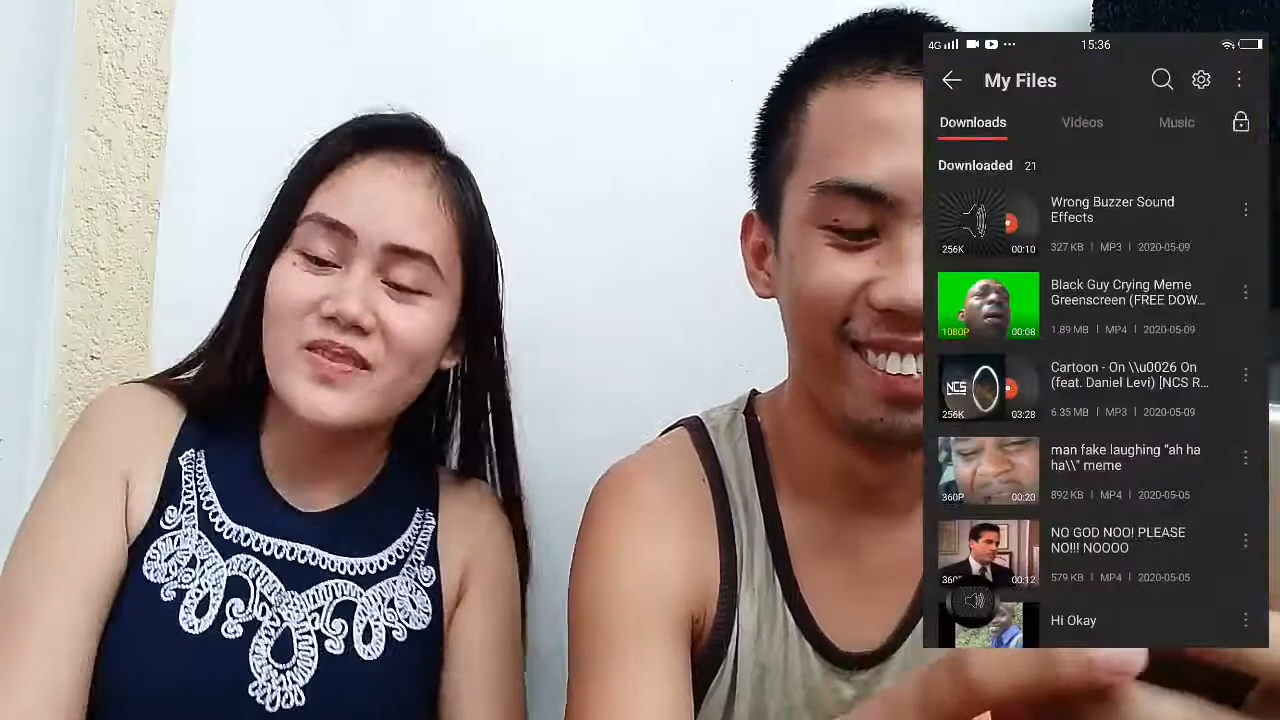 4G 15:36
My Files
Downloads Videos Music
Downloaded 21
Wrong Buzzer Sound
Effects
256K 00:10 327 KB | MP3 | 2020-05-09
Black Guy Crying Meme
Greenscreen (FREE DOW...
1080P 00:08 1.89 MB | MP4 | 2020-05-09
Cartoon - On \\u0026 On
(feat. Daniel Levi) [NCS R...
NCS
256K 03:28 6.35 MB | MP3 | 2020-05-09
man fake laughing “ah ha
ha\\" meme
360P 00:20 892 KB | MP4 | 2020-05-05
NO GOD NOO! PLEASE
NO!!! NOOOO
360 00:12 579 KB | MP4 | 2020-05-05
Hi Okay